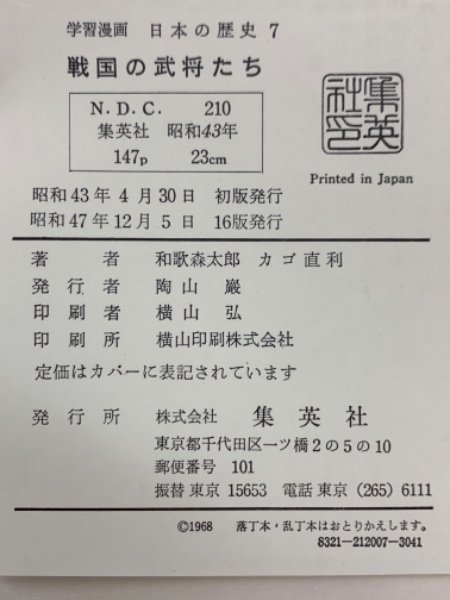 学習漫画 日本の歴史 7
戦国の武将たち
N.D.C. 210
集英社 昭和43年
147p 23cm
集英社印
Printed in Japan
昭和43年4月30日 初版発行
昭和47年12月5日 16版発行
著者 和歌森太郎 カゴ直利
発行者 陶山巌
印刷者 横山弘
印刷所 横山印刷株式会社
定価はカバーに表記されています
発行所 株式会社 集英社
東京都千代田区一ツ橋2の5の10
郵便番号 101
振替東京 15653 電話東京 (265) 6111
©1968 落丁本・乱丁本はおとりかえします。
8321-212007-3041